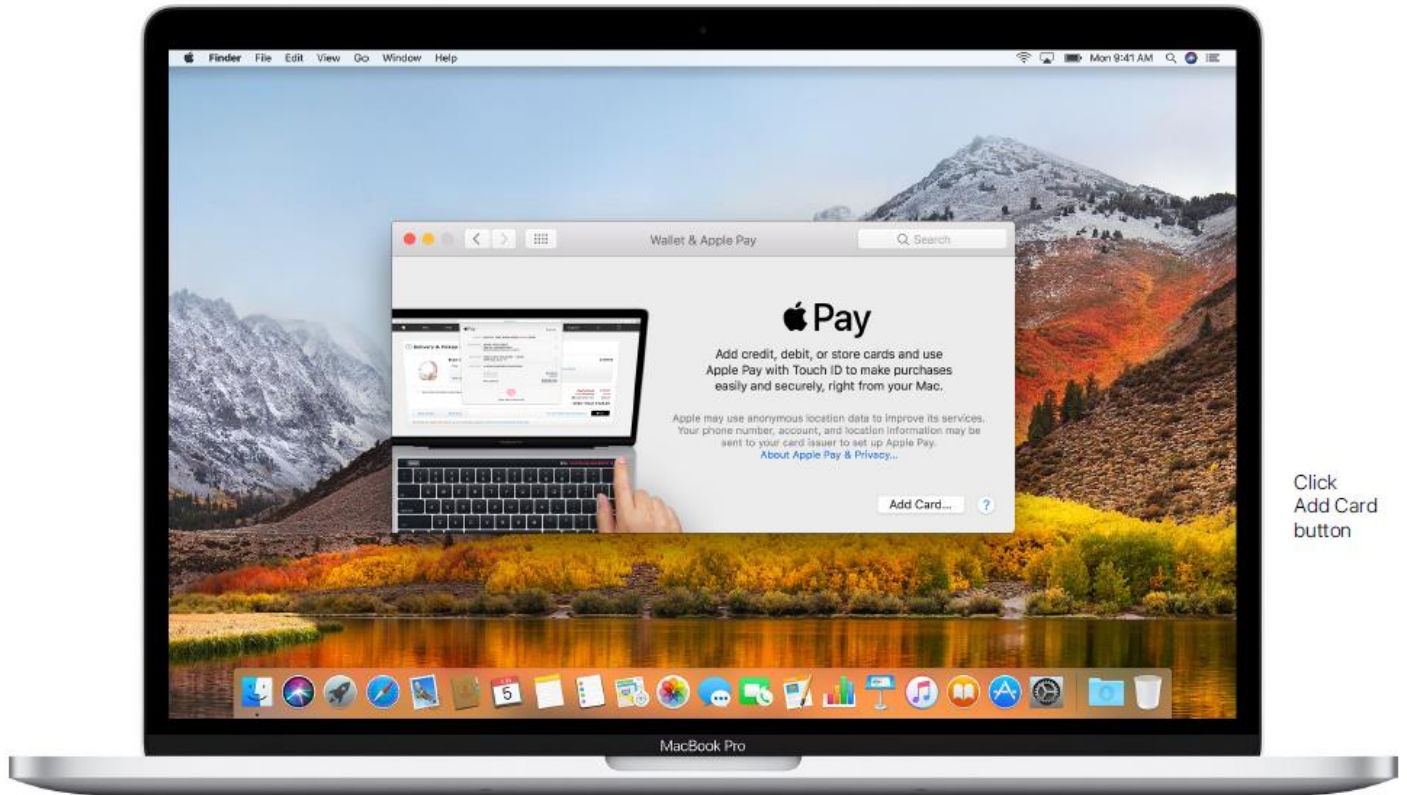 Finder File Edit View Go Window Help
Mon 9:41 AM
Wallet & Apple Pay
Search
Pay
Add credit, debit, or store cards and use
Apple Pay with Touch ID to make purchases
easily and securely, right from your Mac.
Apple may use anonymous location data to improve its services.
Your phone number, account, and location information may be
sent to your card issuer to set up Apple Pay.
About Apple Pay & Privacy...
Add Card...
?
Click
Add Card
button
5
MacBook Pro